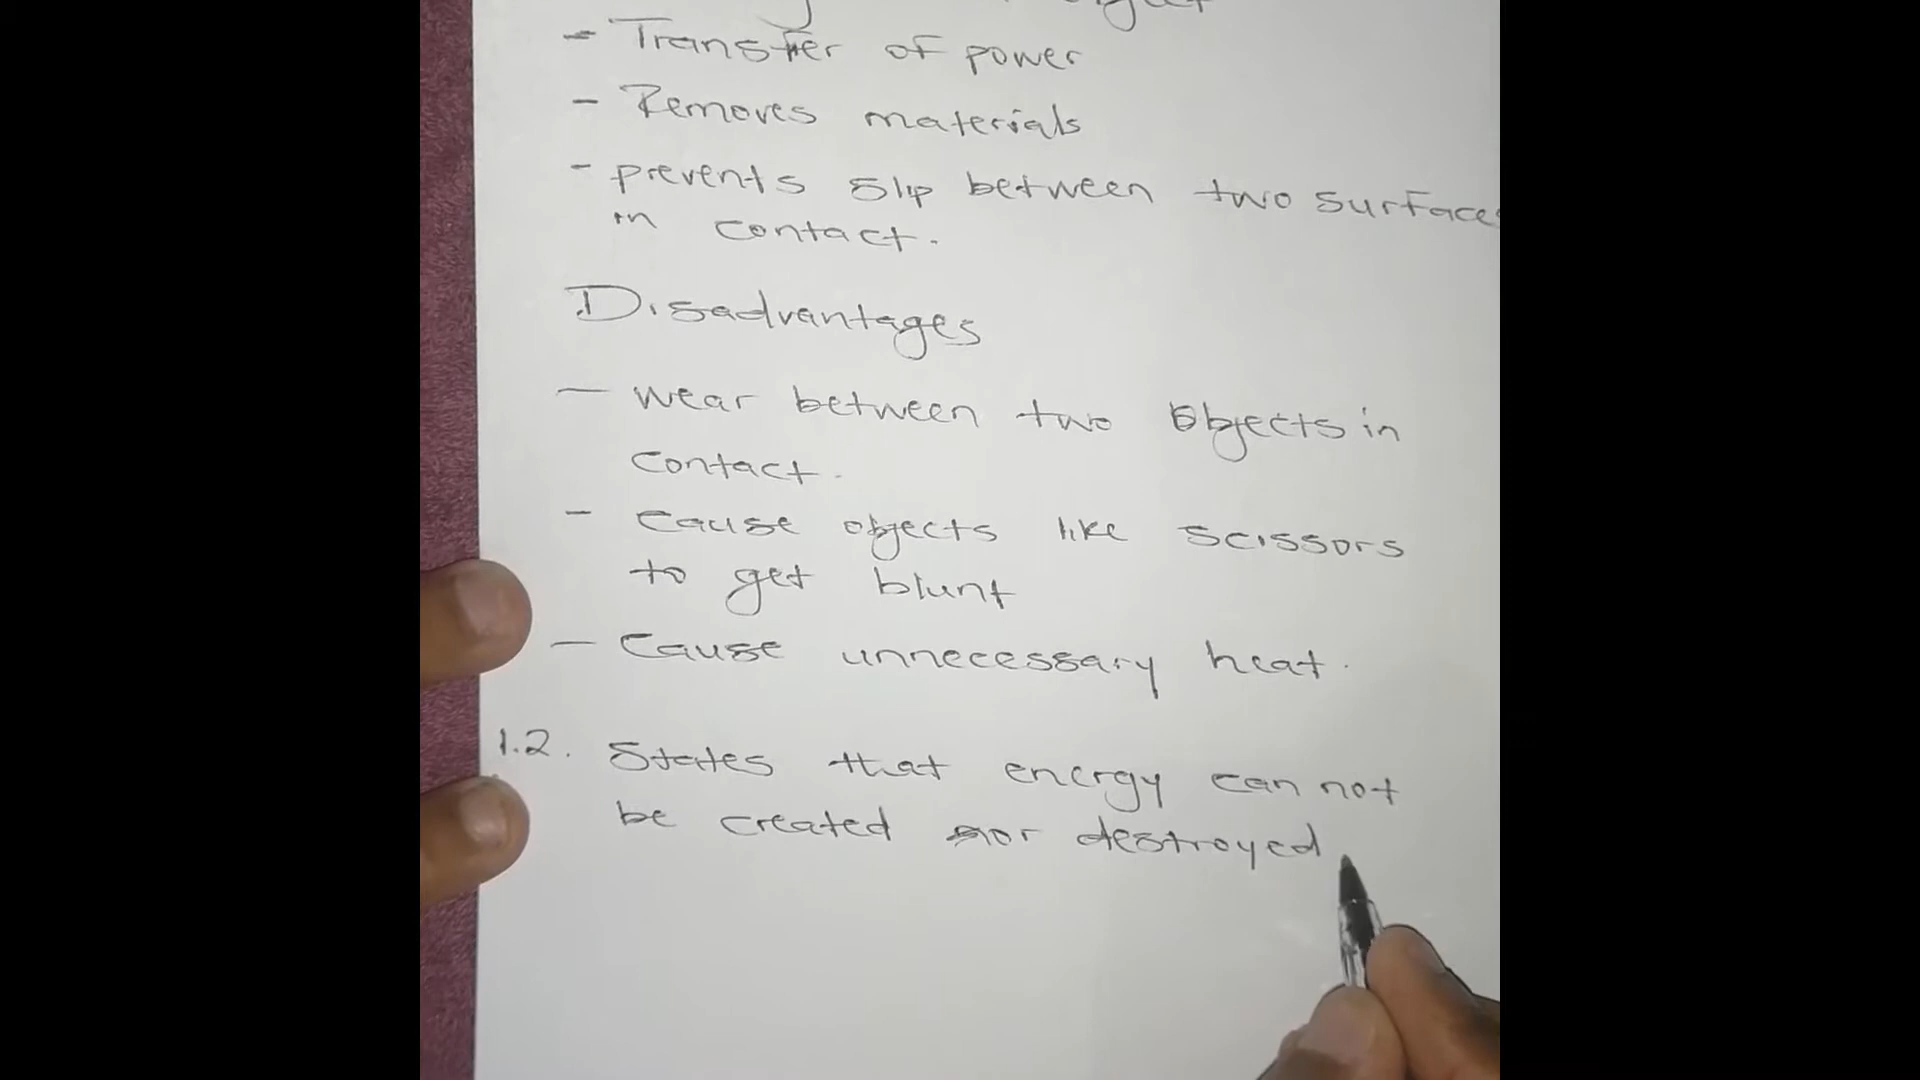 - Transfer of power
- Removes materials
- prevents slip between two surfaces
in contact.
Disadvantages
- wear between two objects in
contact.
- cause objects like scissors
to get blunt
- Cause unnecessary heat.
1.2. States that energy can not
be created nor destroyed